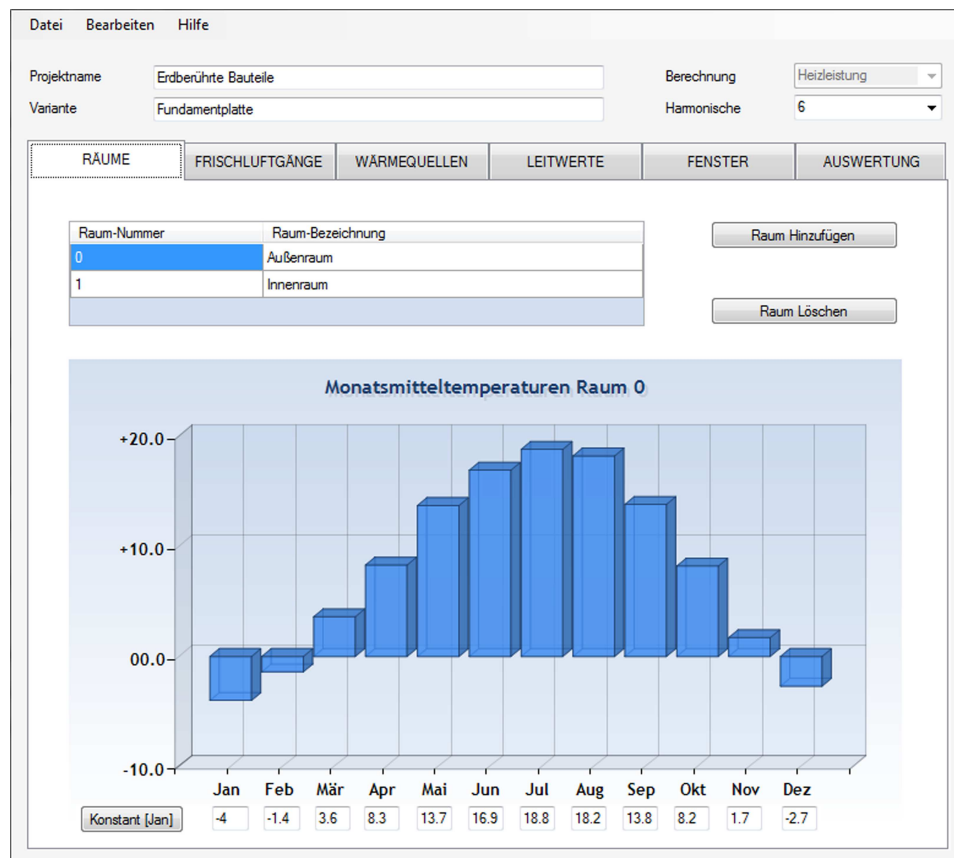 Datei Bearbeiten Hilfe
Projektname Erdberührte Bauteile Berechnung Heizleistung
Variante Fundamentplatte Harmonische 6
RÄUME FRISCHLUFTGÄNGE WÄRMEQUELLEN LEITWERTE FENSTER AUSWERTUNG
Raum-Nummer Raum-Bezeichnung Raum Hinzufügen
0 Außenraum
1 Innenraum
Raum Löschen
Monatsmitteltemperaturen Raum 0
+20.0
+10.0
00.0
-10.0
Jan Feb Mär Apr Mai Jun Jul Aug Sep Okt Nov Dez
Konstant [Jan] -4 -1.4 3.6 8.3 13.7 16.9 18.8 18.2 13.8 8.2 1.7 -2.7